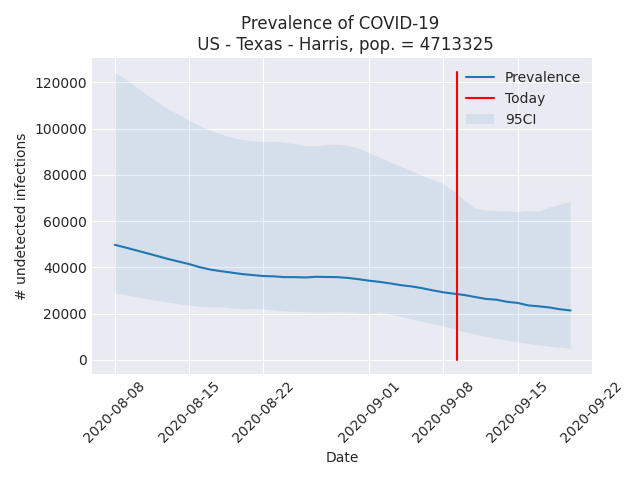 Prevalence of COVID-19
US - Texas - Harris, pop. = 4713325
# undetected infections
120000
100000
80000
60000
40000
20000
0
Prevalence
Today
95CI
2020-08-08
2020-08-15
2020-08-22
2020-09-01
2020-09-08
2020-09-15
2020-09-22
Date